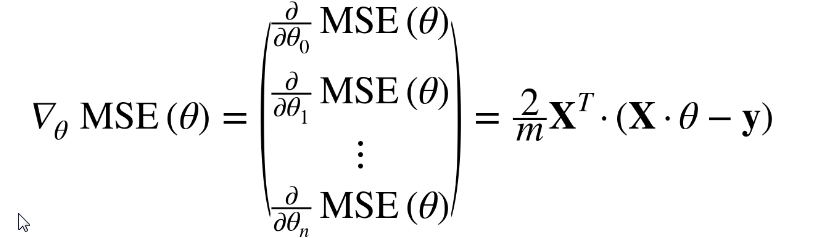 ∇θ MSE (θ) = (∂/∂θ0 MSE (θ) ∂/∂θ1 MSE (θ) ⋮ ∂/∂θn MSE (θ)) = 2/m X^T · (X · θ − y)